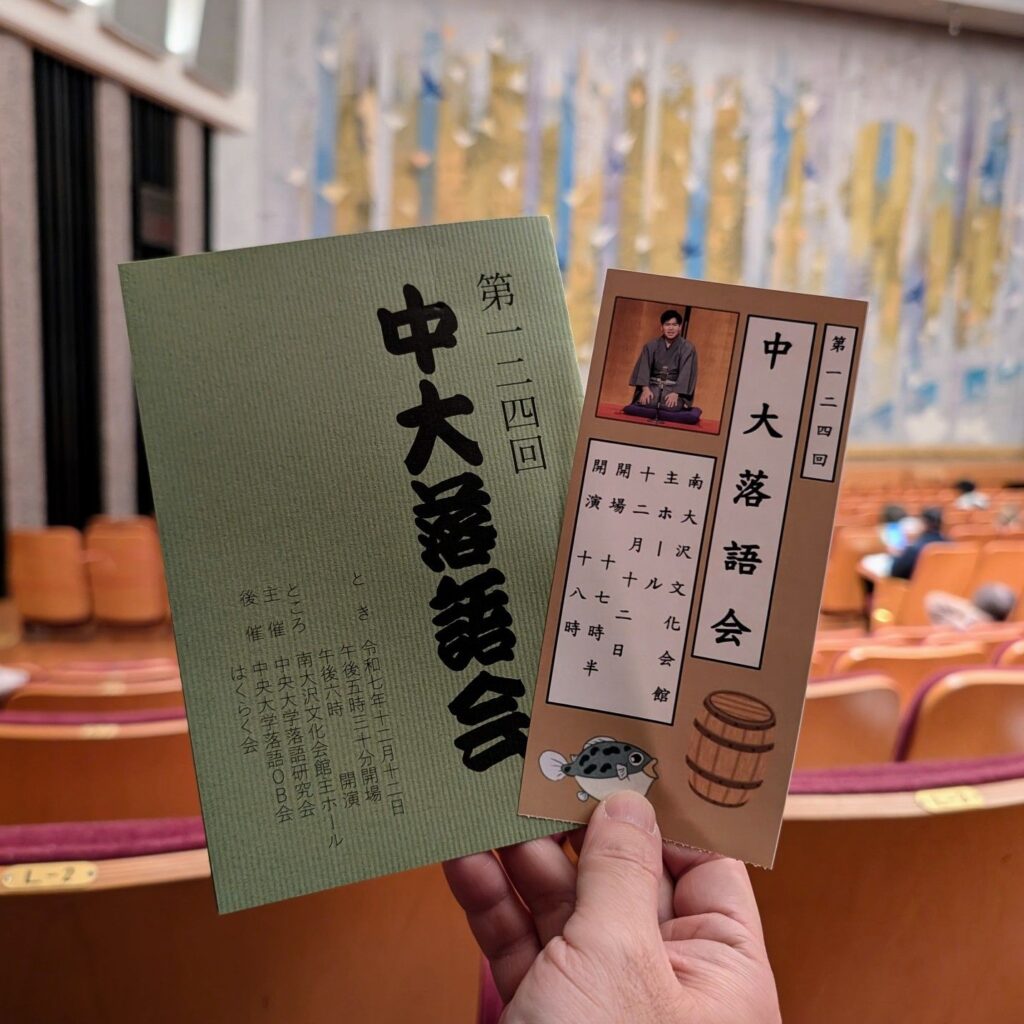 第一二四回
中大落語会
とき 令和七年十二月十二日
午後五時三十分開場
午後六時 開演
ところ 南大沢文化会館主ホール
主催 中央大学落語研究会
後催 中央大学落語OB会
はくらく会
第一二四回
中大落語会
南大沢文化会館
主ホール
十二月十二日
開場 十七時半
開演 十八時
L-2